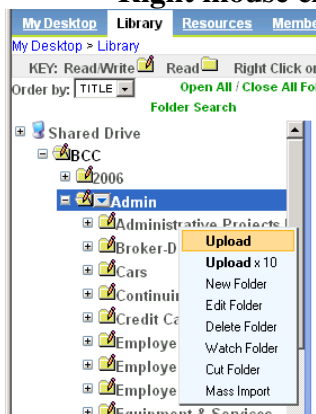 Right mouse c
My Desktop Library Resources Membe
My Desktop > Library
KEY: Read/Write Read Right Click o
Order by: TITLE Open All / Close All Fo
Folder Search
Shared Drive
BCC
2006
Admin
Administrative Projects
Broker-D
Cars
Continui
Credit Ca
Employe
Employe
Employe
Equipment & Services
Upload
Upload x 10
New Folder
Edit Folder
Delete Folder
Watch Folder
Cut Folder
Mass Import